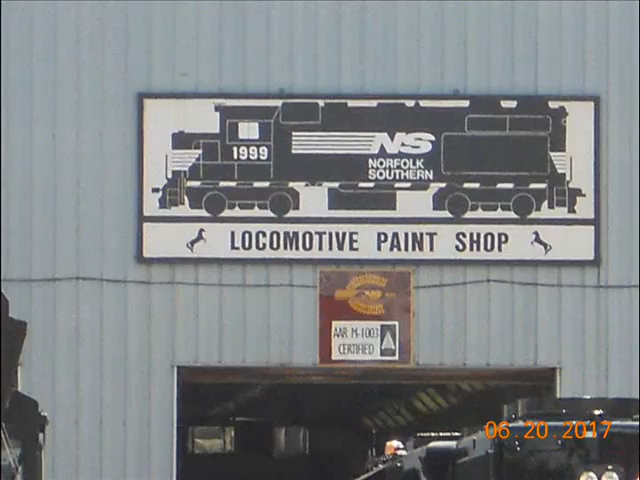 1999
NS
NORFOLK
SOUTHERN
LOCOMOTIVE PAINT SHOP
AAR M-1003
CERTIFIED
06.20.2017